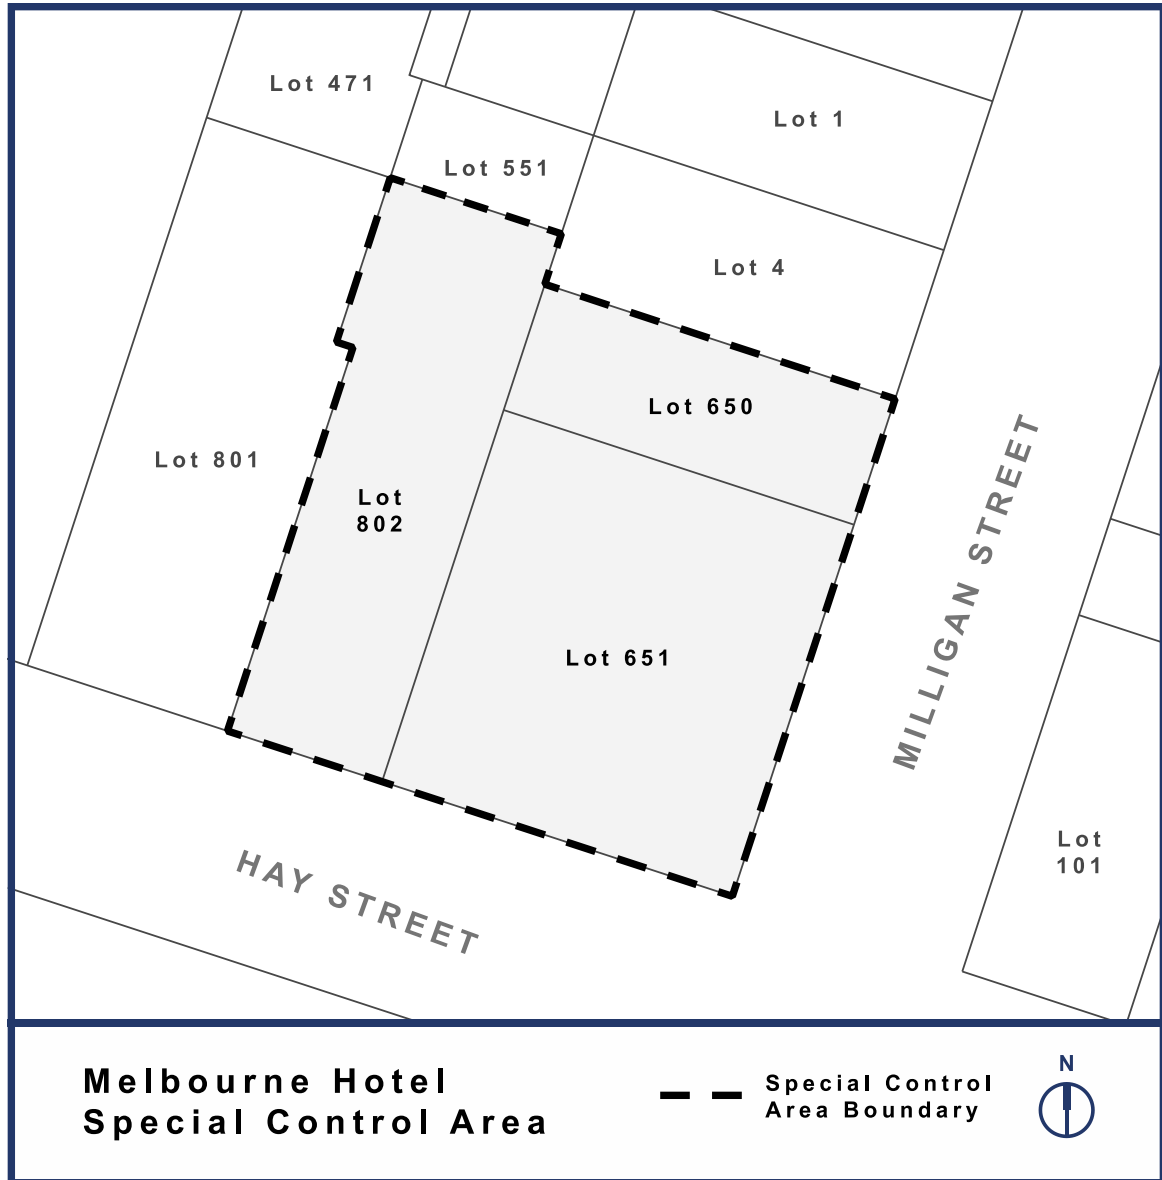 Lot 471
Lot 1
Lot 551
Lot 4
Lot 650
Lot 801
Lot
802
MILLIGAN STREET
Lot 651
Lot
101
HAY STREET
Melbourne Hotel
Special Control Area
Special Control
Area Boundary
N